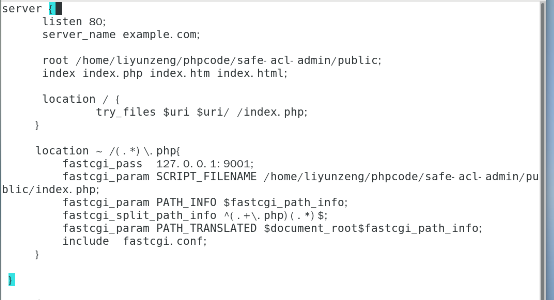 server {
listen 80;
server_name example.com;
root /home/liyunzeng/phpcode/safe-acl-admin/public;
index index.php index.htm index.html;
location / {
try_files $uri $uri/ /index.php;
}
location ~ /(.*)\.php{
fastcgi_pass 127.0.0.1:9001;
fastcgi_param SCRIPT_FILENAME /home/liyunzeng/phpcode/safe-acl-admin/pu
blic/index.php;
fastcgi_param PATH_INFO $fastcgi_path_info;
fastcgi_split_path_info ^(.+\.php)(.*)$;
fastcgi_param PATH_TRANSLATED $document_root$fastcgi_path_info;
include fastcgi.conf;
}
}